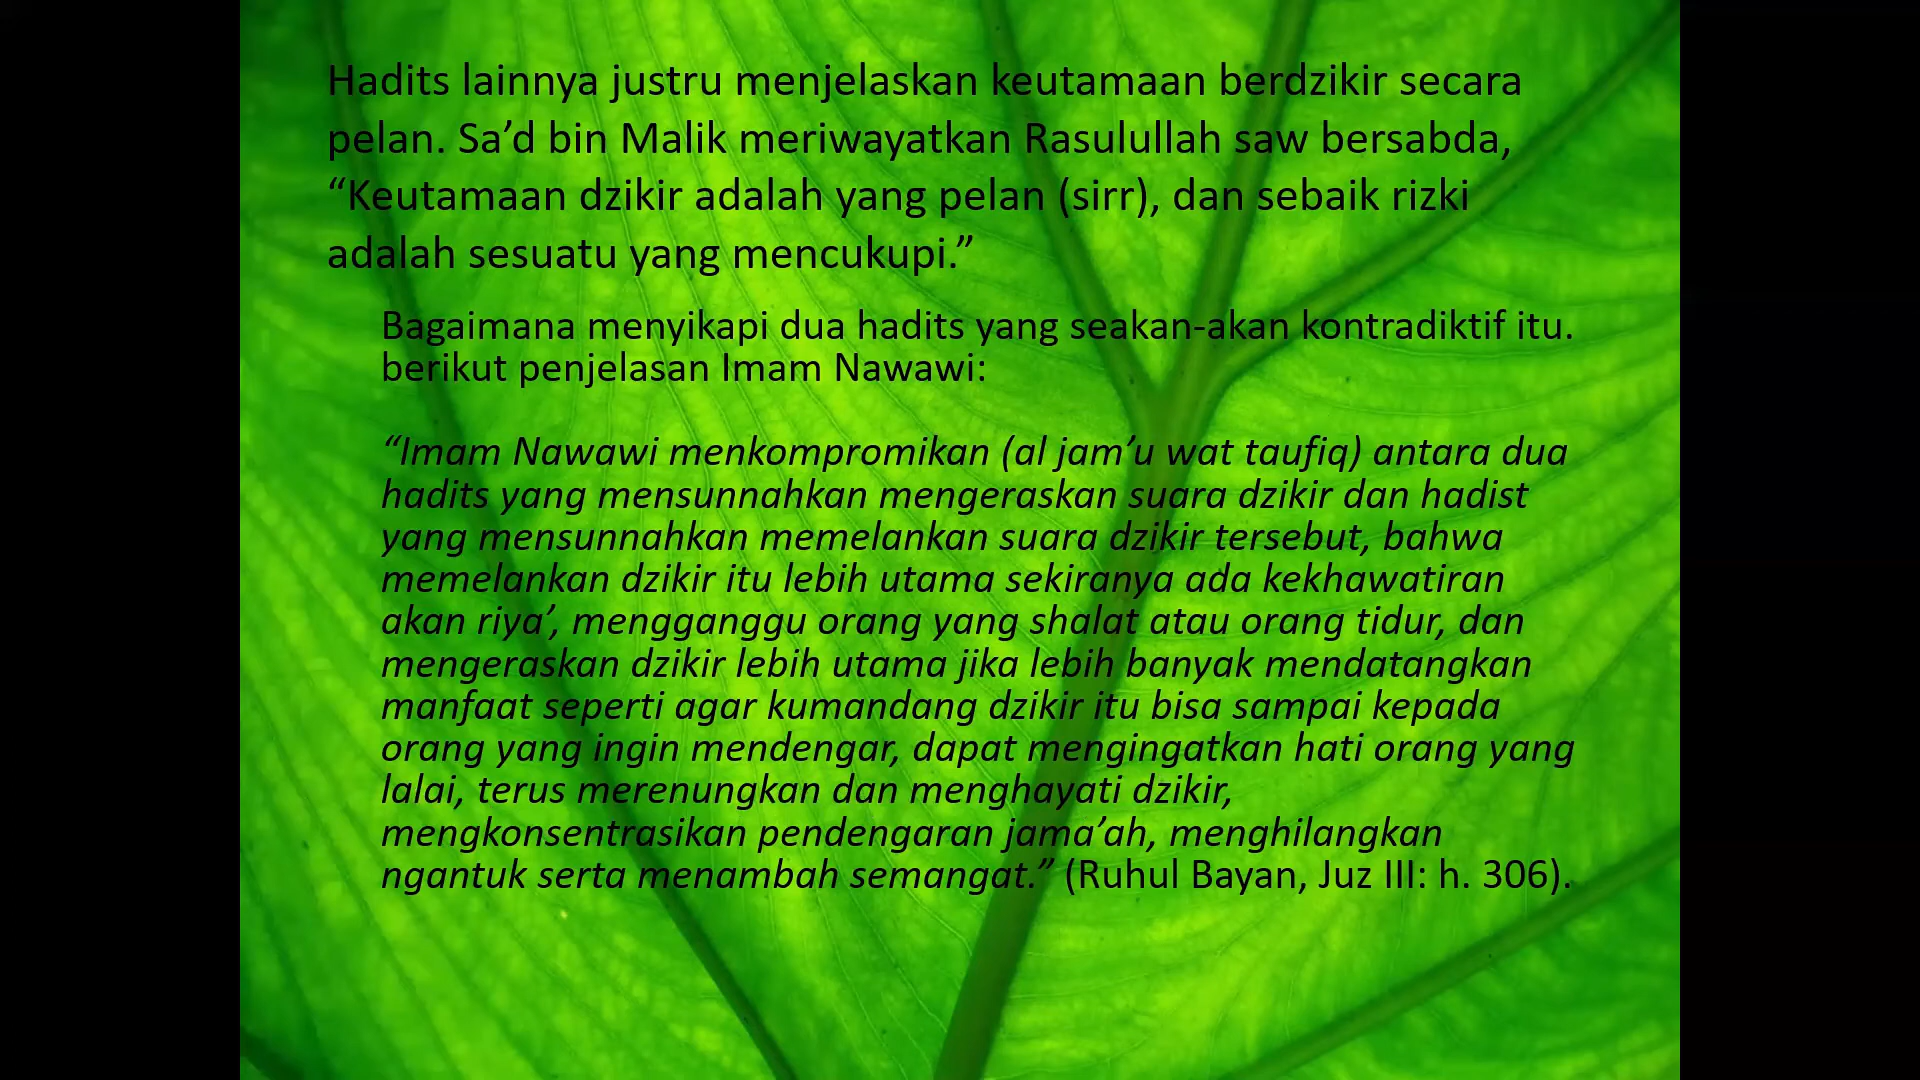 Hadits lainnya justru menjelaskan keutamaan berdzikir secara
pelan. Sa’d bin Malik meriwayatkan Rasulullah saw bersabda,
“Keutamaan dzikir adalah yang pelan (sirr), dan sebaik rizki
adalah sesuatu yang mencukupi.”
Bagaimana menyikapi dua hadits yang seakan-akan kontradiktif itu.
berikut penjelasan Imam Nawawi:
“Imam Nawawi menkompromikan (al jam’u wat taufiq) antara dua
hadits yang mensunnahkan mengeraskan suara dzikir dan hadist
yang mensunnahkan memelankan suara dzikir tersebut, bahwa
memelankan dzikir itu lebih utama sekiranya ada kekhawatiran
akan riya’, mengganggu orang yang shalat atau orang tidur, dan
mengeraskan dzikir lebih utama jika lebih banyak mendatangkan
manfaat seperti agar kumandang dzikir itu bisa sampai kepada
orang yang ingin mendengar, dapat mengingatkan hati orang yang
lalai, terus merenungkan dan menghayati dzikir,
mengkonsentrasikan pendengaran jama’ah, menghilangkan
ngantuk serta menambah semangat.” (Ruhul Bayan, Juz III: h. 306).